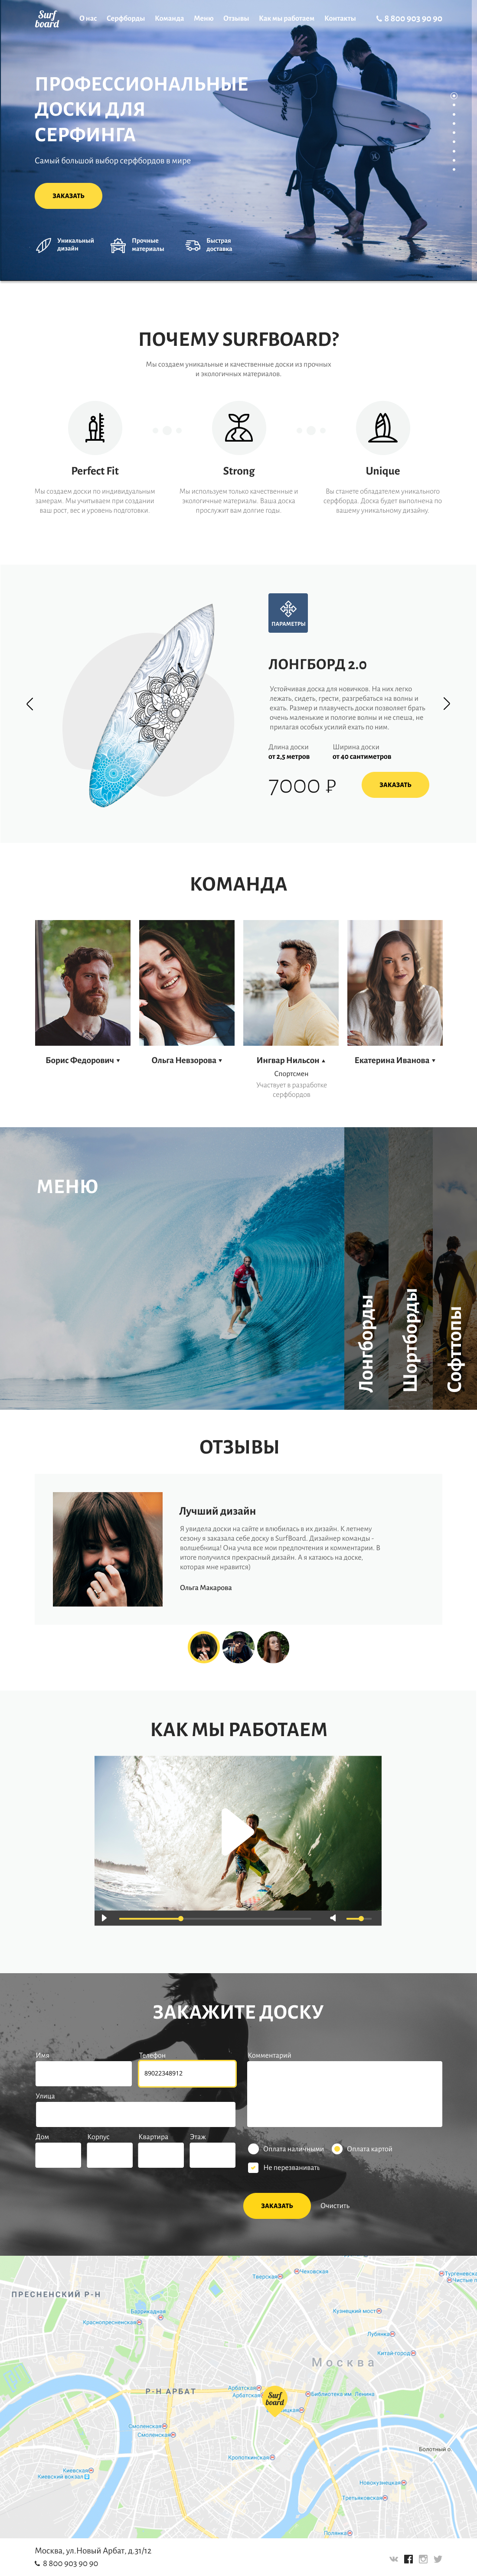 Surf
board
О нас Серфборды Команда Меню Отзывы Как мы работаем Контакты
8 800 903 90 90
ПРОФЕССИОНАЛЬНЫЕ
ДОСКИ ДЛЯ
СЕРФИНГА
Самый большой выбор серфбордов в мире
ЗАКАЗАТЬ
Уникальный
дизайн
Прочные
материалы
Быстрая
доставка
ПОЧЕМУ SURFBOARD?
Мы создаем уникальные и качественные доски из прочных
и экологичных материалов.
Perfect Fit
Мы создаем доски по индивидуальным
замерам. Мы учитываем при создании
ваш рост, вес и уровень подготовки
Strong
Мы используем только качественные и
экологичные материалы. Ваша доска
прослужит вам долгие годы.
Unique
Вы станете обладателем уникального
серфборда. Доска будет выполнена по
вашему уникальному дизайну.
ПАРАМЕТРЫ
ЛОНГБОРД 2.0
Устойчивая доска для новичков. На них легко
лежать, сидеть, грести, разгребаться на волны и
ехать. Размер и плавучесть доски позволяет брать
очень маленькие и пологие волны и не спеша, не
прилагая особых усилий ехать по ним.
Длина доски
от 2,5 метров
Ширина доски
от 40 сантиметров
7000 ₽
ЗАКАЗАТЬ
КОМАНДА
Борис Федорович
Ольга Невзорова
Ингвар Нильсон
Спортсмен
Участвует в разработке
серфбордов
Екатерина Иванова
МЕНЮ
Лонгборды
Шортборды
Софттопы
ОТЗЫВЫ
Лучший дизайн
Я увидела доски на сайте и влюбилась в их дизайн. К летнему
сезону я заказала себе доску в SurfBoard. Дизайнер команды -
волшебница! Она учла все мои предпочтения и комментарии. В
итоге получился прекрасный дизайн. А я катаюсь на доске,
которая мне нравится)
Ольга Макарова
КАК МЫ РАБОТАЕМ
ЗАКАЖИТЕ ДОСКУ
Имя
Телефон
89022348912
Комментарий
Улица
Дом Корпус Квартира Этаж
Оплата наличными
Оплата картой
Не перезванивать
ЗАКАЗАТЬ
Очистить
Чеховская
Тверская
Чистые п
ПРЕСНЕНСКИЙ Р-Н
Баррикадная
Краснопресненская
Кузнецкий мост
Лубянка
Китай-город
Москва
Р-Н АРБАТ
Арбатская
Арбатская
Surf
board
Библиотека им. Ленина
Смоленская
Смоленская
Кропоткинская
Болотный о.
Киевская
Киевский вокзал
Новокузнецкая
Третьяковская
Полянка
Москва, ул.Новый Арбат, д.31/12
8 800 903 90 90